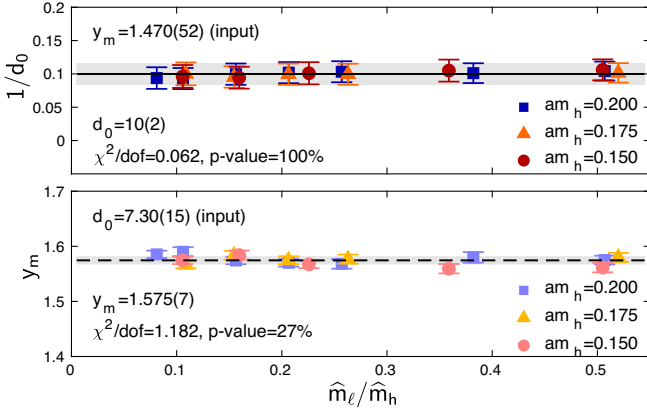 0.2
0.15
0.1
0.05
0
1/d₀
y_m=1.470(52) (input)
d₀=10(2)
χ²/dof=0.062, p-value=100%
am_h=0.200
am_h=0.175
am_h=0.150
1.7
1.6
1.5
1.4
y_m
d₀=7.30(15) (input)
y_m=1.575(7)
χ²/dof=1.182, p-value=27%
am_h=0.200
am_h=0.175
am_h=0.150
0 0.1 0.2 0.3 0.4 0.5
m̂_ℓ/m̂_h